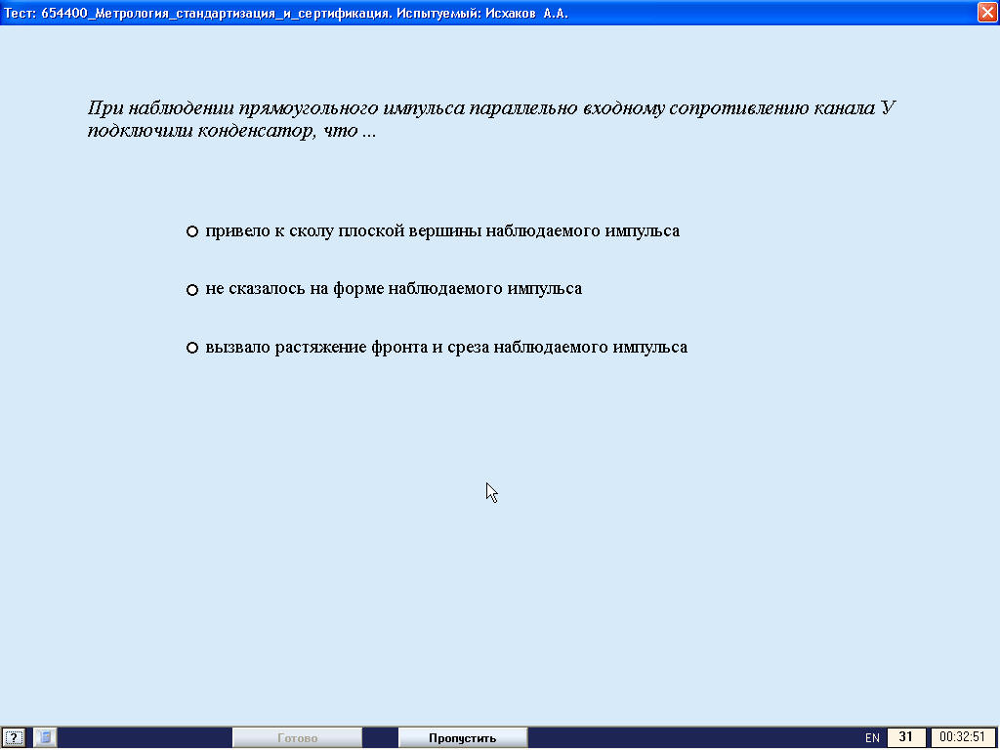 Тест: 654400_Метрология_стандартизация_и_сертификация. Испытуемый: Исхаков А.А.
При наблюдении прямоугольного импульса параллельно входному сопротивлению канала У
подключили конденсатор, что ...
привело к сколу плоской вершины наблюдаемого импульса
не сказалось на форме наблюдаемого импульса
вызвало растяжение фронта и среза наблюдаемого импульса
? Готово Пропустить EN 31 00:32:51